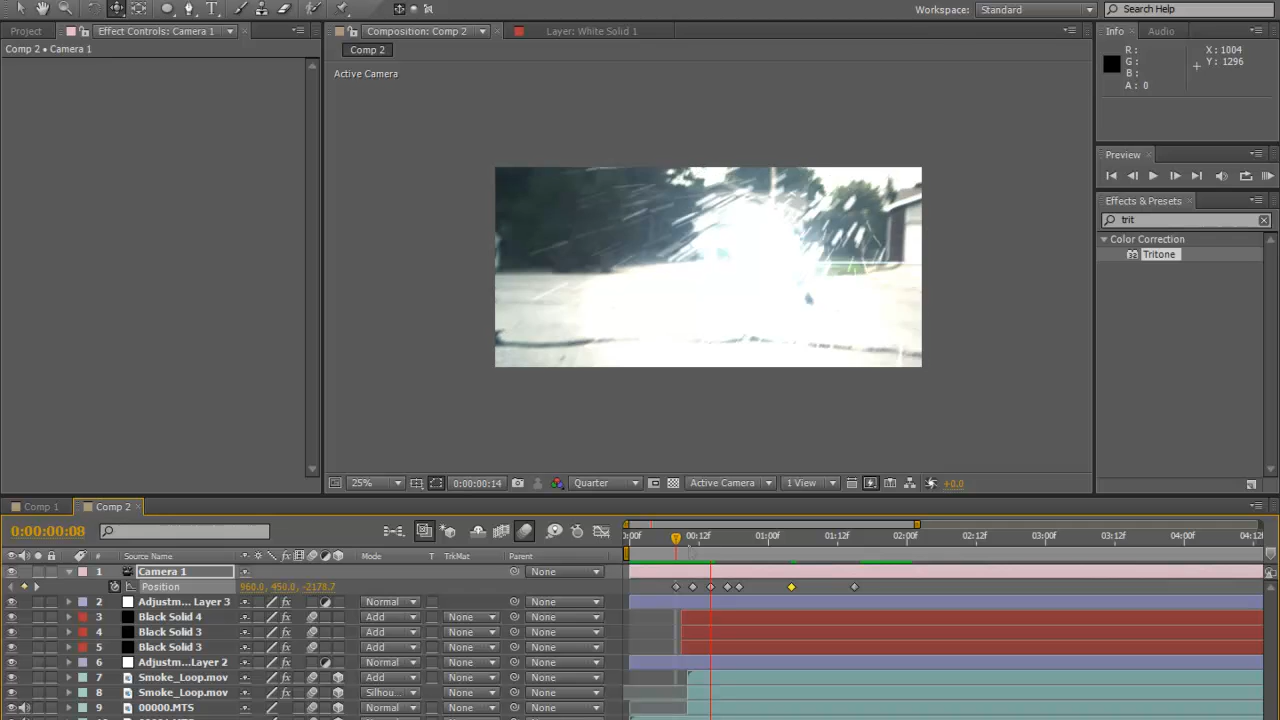 Workspace: Standard Search Help
Project Effect Controls: Camera 1 Composition: Comp 2 Layer: White Solid 1 Info Audio
Comp 2 • Camera 1 Comp 2
R: X: 1004
G: Y: 1296
B:
A: 0
Active Camera
Preview
Effects & Presets
trit
Color Correction
Tritone
25% 0:00:00:14 Quarter Active Camera 1 View +0.0
Comp 1 Comp 2
0:00:00:08 0:00f 00:12f 01:00f 01:12f 02:00f 02:12f 03:00f 03:12f 04:00f 04:12f
# Source Name Mode T TrkMat Parent
1 Camera 1 None
Position 960.0, 450.0, -2178.7
2 Adjustm... Layer 3 Normal None
3 Black Solid 4 Add None None
4 Black Solid 3 Add None None
5 Black Solid 3 Add None None
6 Adjustm...Layer 2 Normal None None
7 Smoke_Loop.mov Add None None
8 Smoke_Loop.mov Silhou... None None
9 00000.MTS Add None None